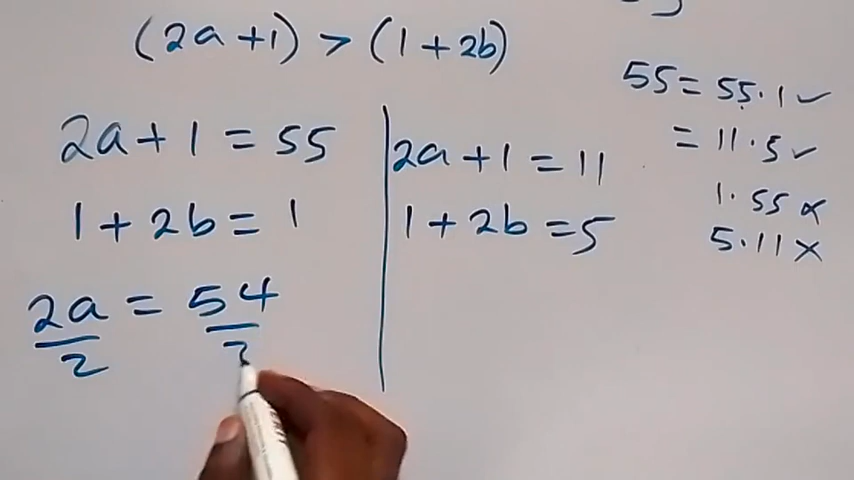 (2a+1) > (1+2b)
2a+1 = 55
1+2b = 1
2a = 54
2 2
2a+1 = 11
1+2b = 5
55 = 55·1 ✓
= 11·5 ✓
1·55 ×
5·11 ×